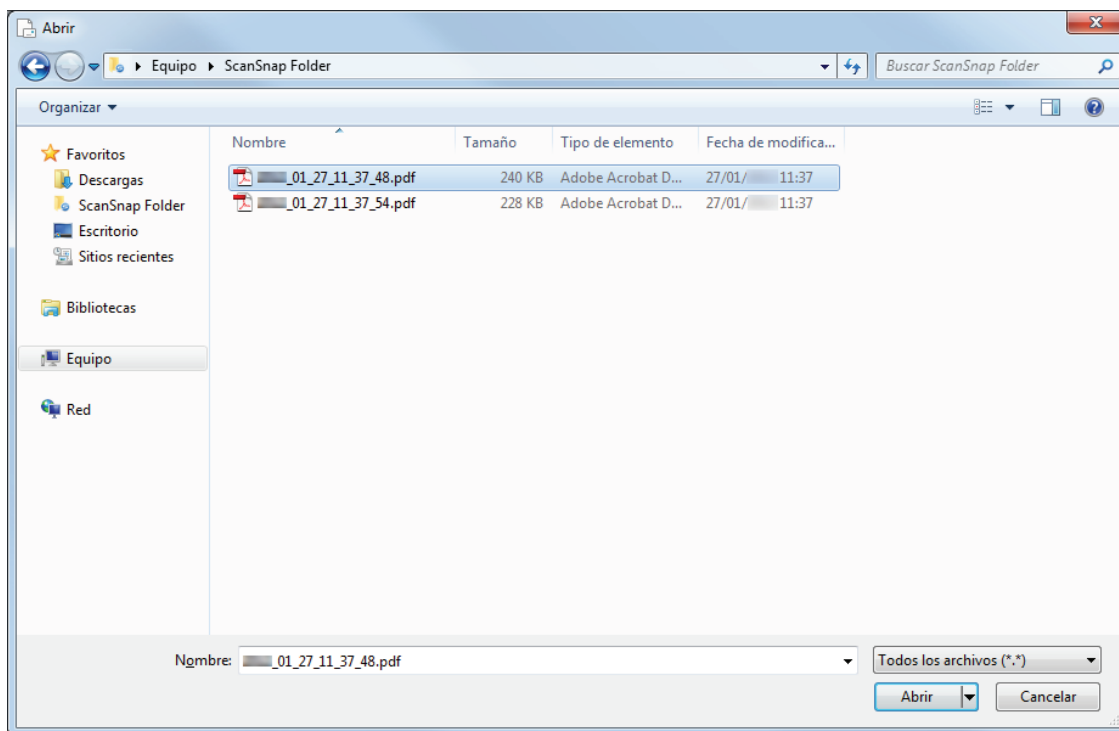 Abrir
Equipo ScanSnap Folder Buscar ScanSnap Folder
Organizar
Nombre Tamaño Tipo de elemento Fecha de modifica...
Favoritos
Descargas
ScanSnap Folder
Escritorio
Sitios recientes
Bibliotecas
Equipo
Red
_01_27_11_37_48.pdf 240 KB Adobe Acrobat D... 27/01/ 11:37
_01_27_11_37_54.pdf 228 KB Adobe Acrobat D... 27/01/ 11:37
Nombre: _01_27_11_37_48.pdf Todos los archivos (*.*)
Abrir Cancelar